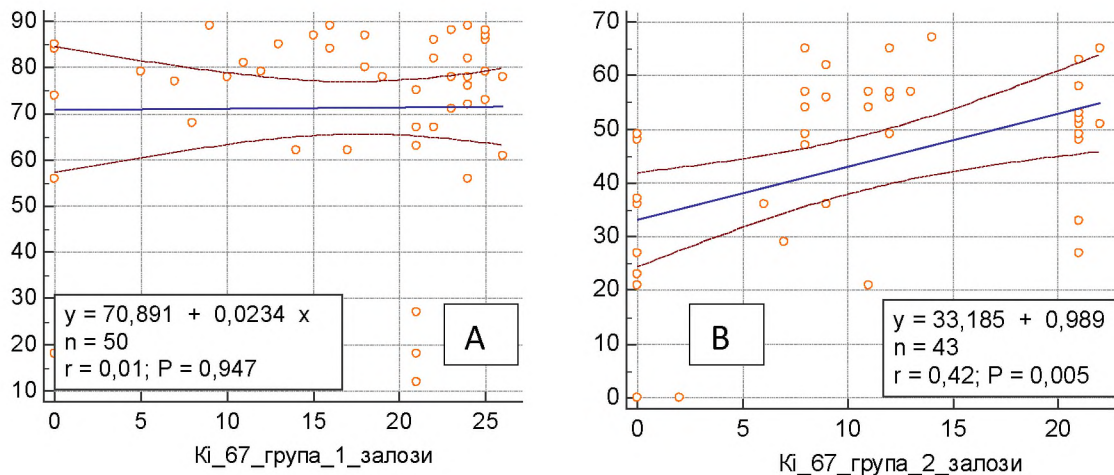 90
80
70
60
50
40
30
20
10
y = 70,891 + 0,0234 x
n = 50
r = 0,01; P = 0,947
A
0 5 10 15 20 25
Ki_67_група_1_залози
70
60
50
40
30
20
10
0
B
y = 33,185 + 0,989
n = 43
r = 0,42; P = 0,005
0 5 10 15 20
Ki_67_група_2_залози